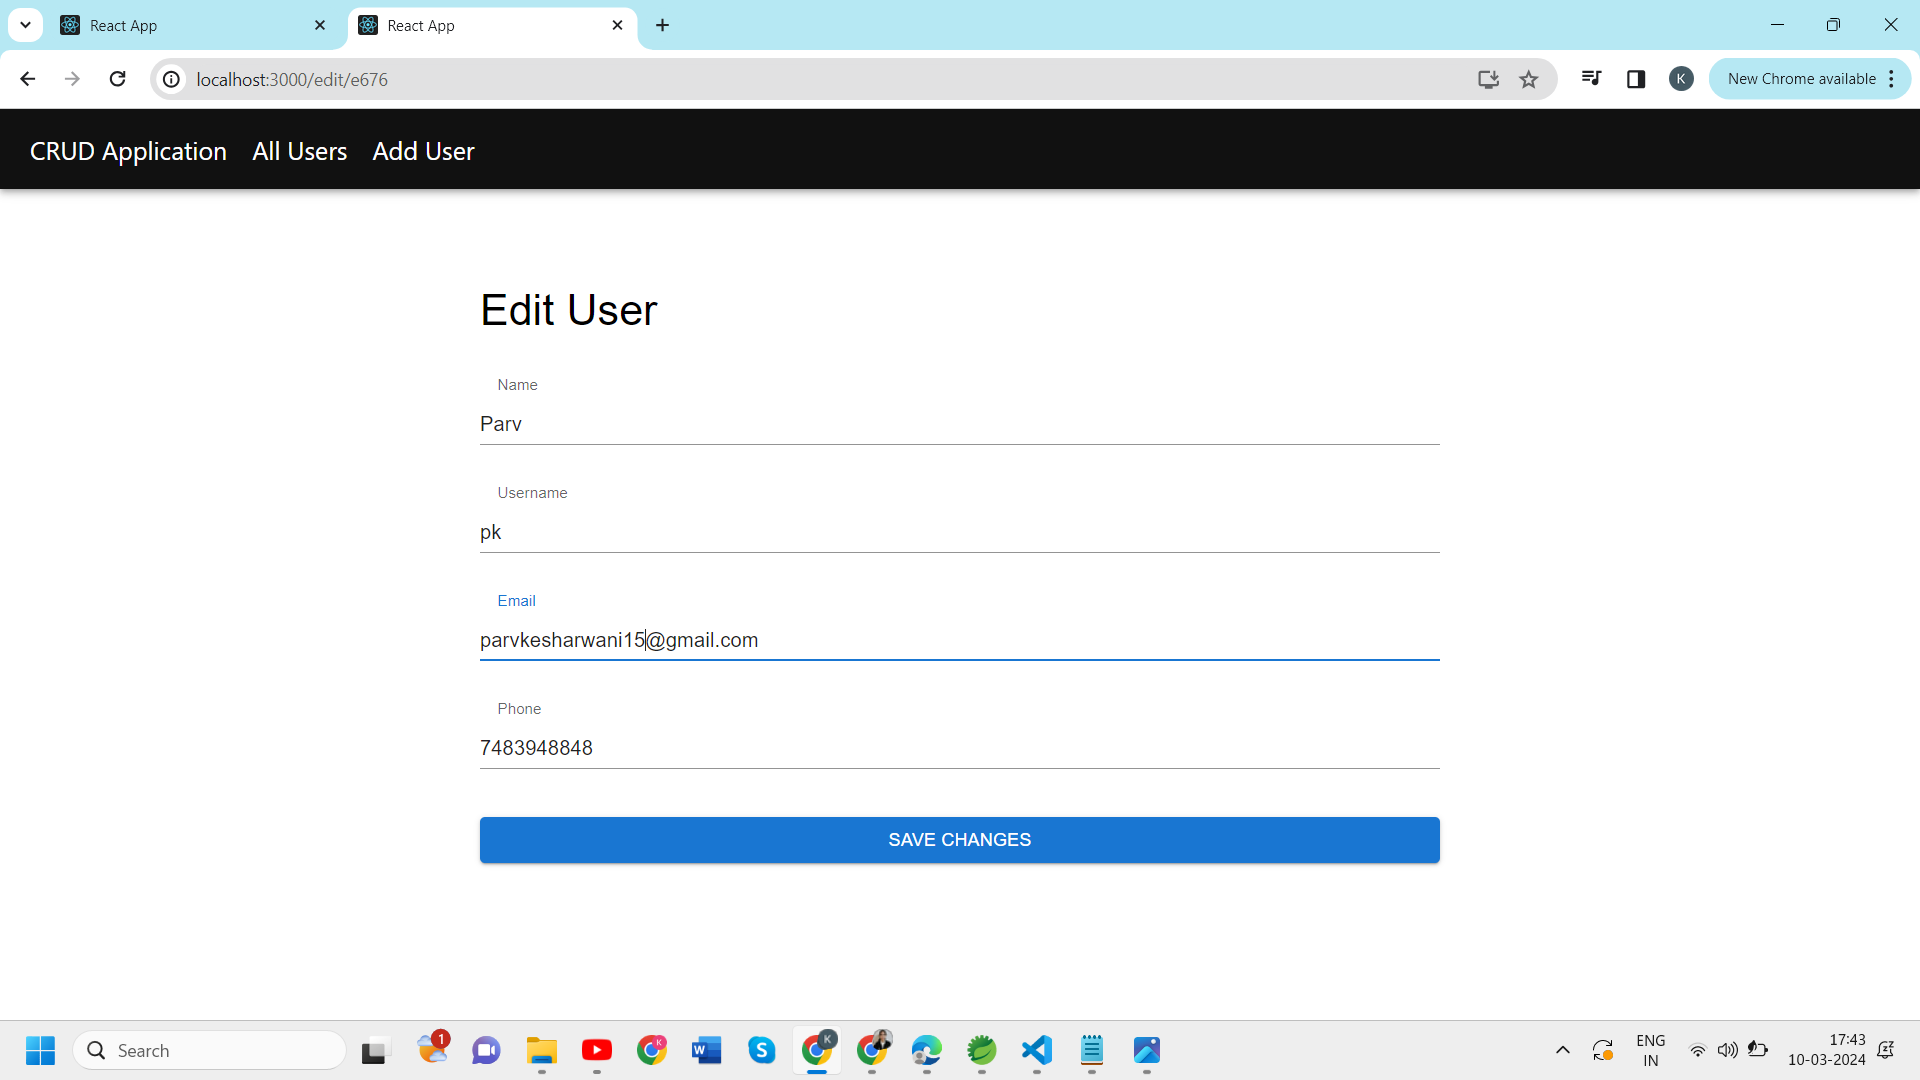 React App
React App
localhost:3000/edit/e676
K
New Chrome available
CRUD Application All Users Add User
Edit User
Name
Parv
Username
pk
Email
parvkesharwani15@gmail.com
Phone
7483948848
SAVE CHANGES
Search
1
K
W
S
K
ENG
IN
17:43
10-03-2024